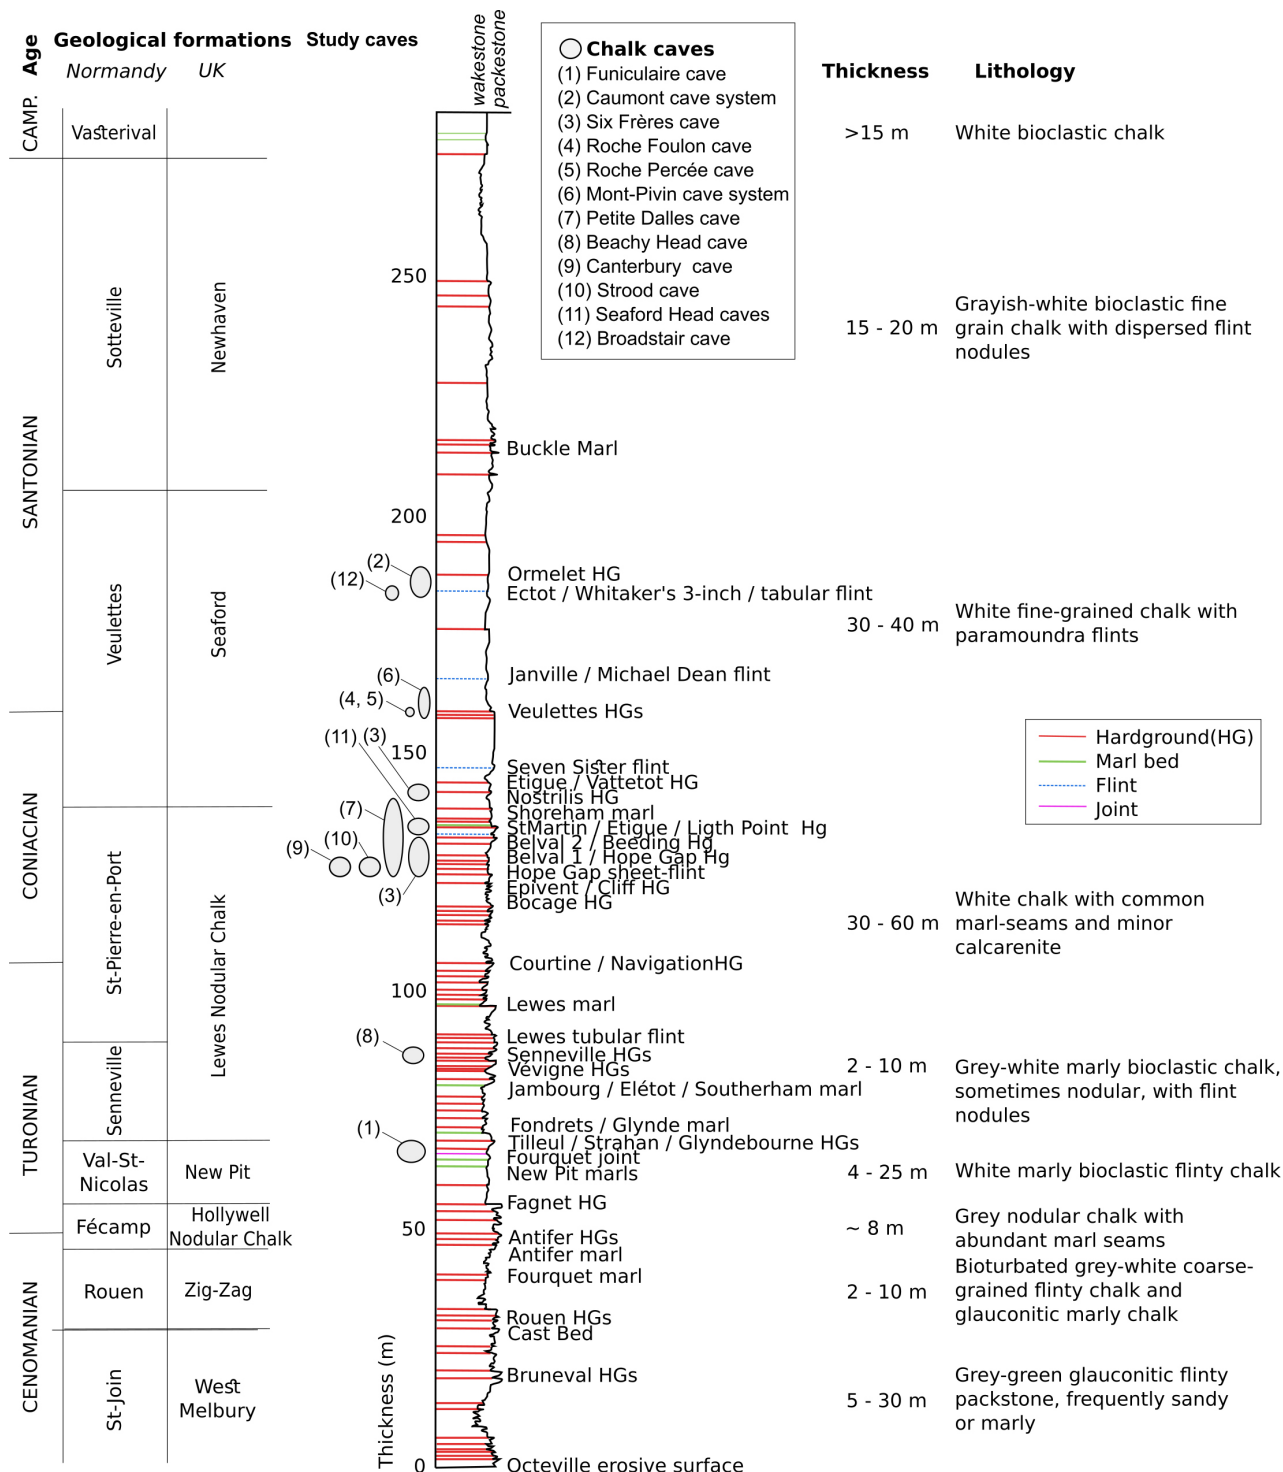 Age
Geological formations
Study caves
Normandy
UK
wakestone
packestone
Chalk caves
(1) Funiculaire cave
(2) Caumont cave system
(3) Six Frères cave
(4) Roche Foulon cave
(5) Roche Percée cave
(6) Mont-Pivin cave system
(7) Petite Dalles cave
(8) Beachy Head cave
(9) Canterbury cave
(10) Strood cave
(11) Seaford Head caves
(12) Broadstair cave
Thickness
Lithology
CAMP.
SANTONIAN
CONIACIAN
TURONIAN
CENOMANIAN
Vasterival
Sotteville
Veulettes
St-Pierre-en-Port
Senneville
Val-St-
Nicolas
Fécamp
Rouen
St-Join
Newhaven
Seaford
Lewes Nodular Chalk
New Pit
Hollywell
Nodular Chalk
Zig-Zag
West
Melbury
(2)
(12)
(6)
(4, 5)
(11)
(3)
(7)
(10)
(9)
(3)
(8)
(1)
250
200
150
100
50
0
Thickness (m)
Buckle Marl
Ormelet HG
Ectot / Whitaker's 3-inch / tabular flint
Janville / Michael Dean flint
Veulettes HGs
Seven Sister flint
Etigue / Vattetot HG
Nostrilis HG
Shoreham marl
StMartin / Etigue / Ligth Point Hg
Belval 2 / Beeding Hg
Belval 1 / Hope Gap Hg
Hope Gap sheet-flint
Epivent / Cliff HG
Bocage HG
Courtine / NavigationHG
Lewes marl
Lewes tubular flint
Senneville HGs
Vévigne HGs
Jambourg / Elétot / Southerham marl
Fondrets / Glynde marl
Tilleul / Strahan / Glyndebourne HGs
Fourquet joint
New Pit marls
Fagnet HG
Antifer HGs
Antifer marl
Fourquet marl
Rouen HGs
Cast Bed
Bruneval HGs
Octeville erosive surface
>15 m
White bioclastic chalk
15 - 20 m
Grayish-white bioclastic fine
grain chalk with dispersed flint
nodules
30 - 40 m
White fine-grained chalk with
paramoundra flints
Hardground(HG)
Marl bed
Flint
Joint
30 - 60 m
White chalk with common
marl-seams and minor
calcarenite
2 - 10 m
Grey-white marly bioclastic chalk,
sometimes nodular, with flint
nodules
4 - 25 m
White marly bioclastic flinty chalk
~ 8 m
Grey nodular chalk with
abundant marl seams
2 - 10 m
Bioturbated grey-white coarse-
grained flinty chalk and
glauconitic marly chalk
5 - 30 m
Grey-green glauconitic flinty
packstone, frequently sandy
or marly